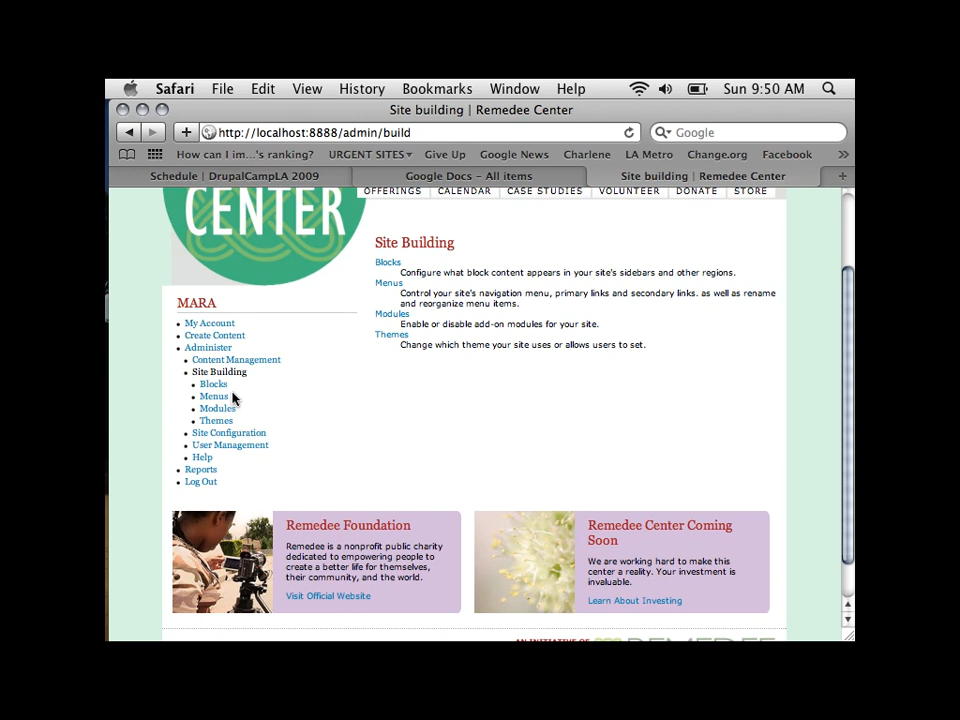 Safari File Edit View History Bookmarks Window Help Sun 9:50 AM
Site building | Remedee Center
http://localhost:8888/admin/build Google
How can I im...'s ranking? URGENT SITES Give Up Google News Charlene LA Metro Change.org Facebook
Schedule | DrupalCampLA 2009 Google Docs - All items Site building | Remedee Center
OFFERINGS CALENDAR CASE STUDIES VOLUNTEER DONATE STORE
CENTER
MARA
My Account
Create Content
Administer
Content Management
Site Building
Blocks
Menus
Modules
Themes
Site Configuration
User Management
Help
Reports
Log Out
Site Building
Blocks
Configure what block content appears in your site's sidebars and other regions.
Menus
Control your site's navigation menu, primary links and secondary links. as well as rename
and reorganize menu items.
Modules
Enable or disable add-on modules for your site.
Themes
Change which theme your site uses or allows users to set.
Remedee Foundation
Remedee is a nonprofit public charity
dedicated to empowering people to
create a better life for themselves,
their community, and the world.
Visit Official Website
Remedee Center Coming
Soon
We are working hard to make this
center a reality. Your investment is
invaluable.
Learn About Investing
AN INITIATIVE OF REMEDEE